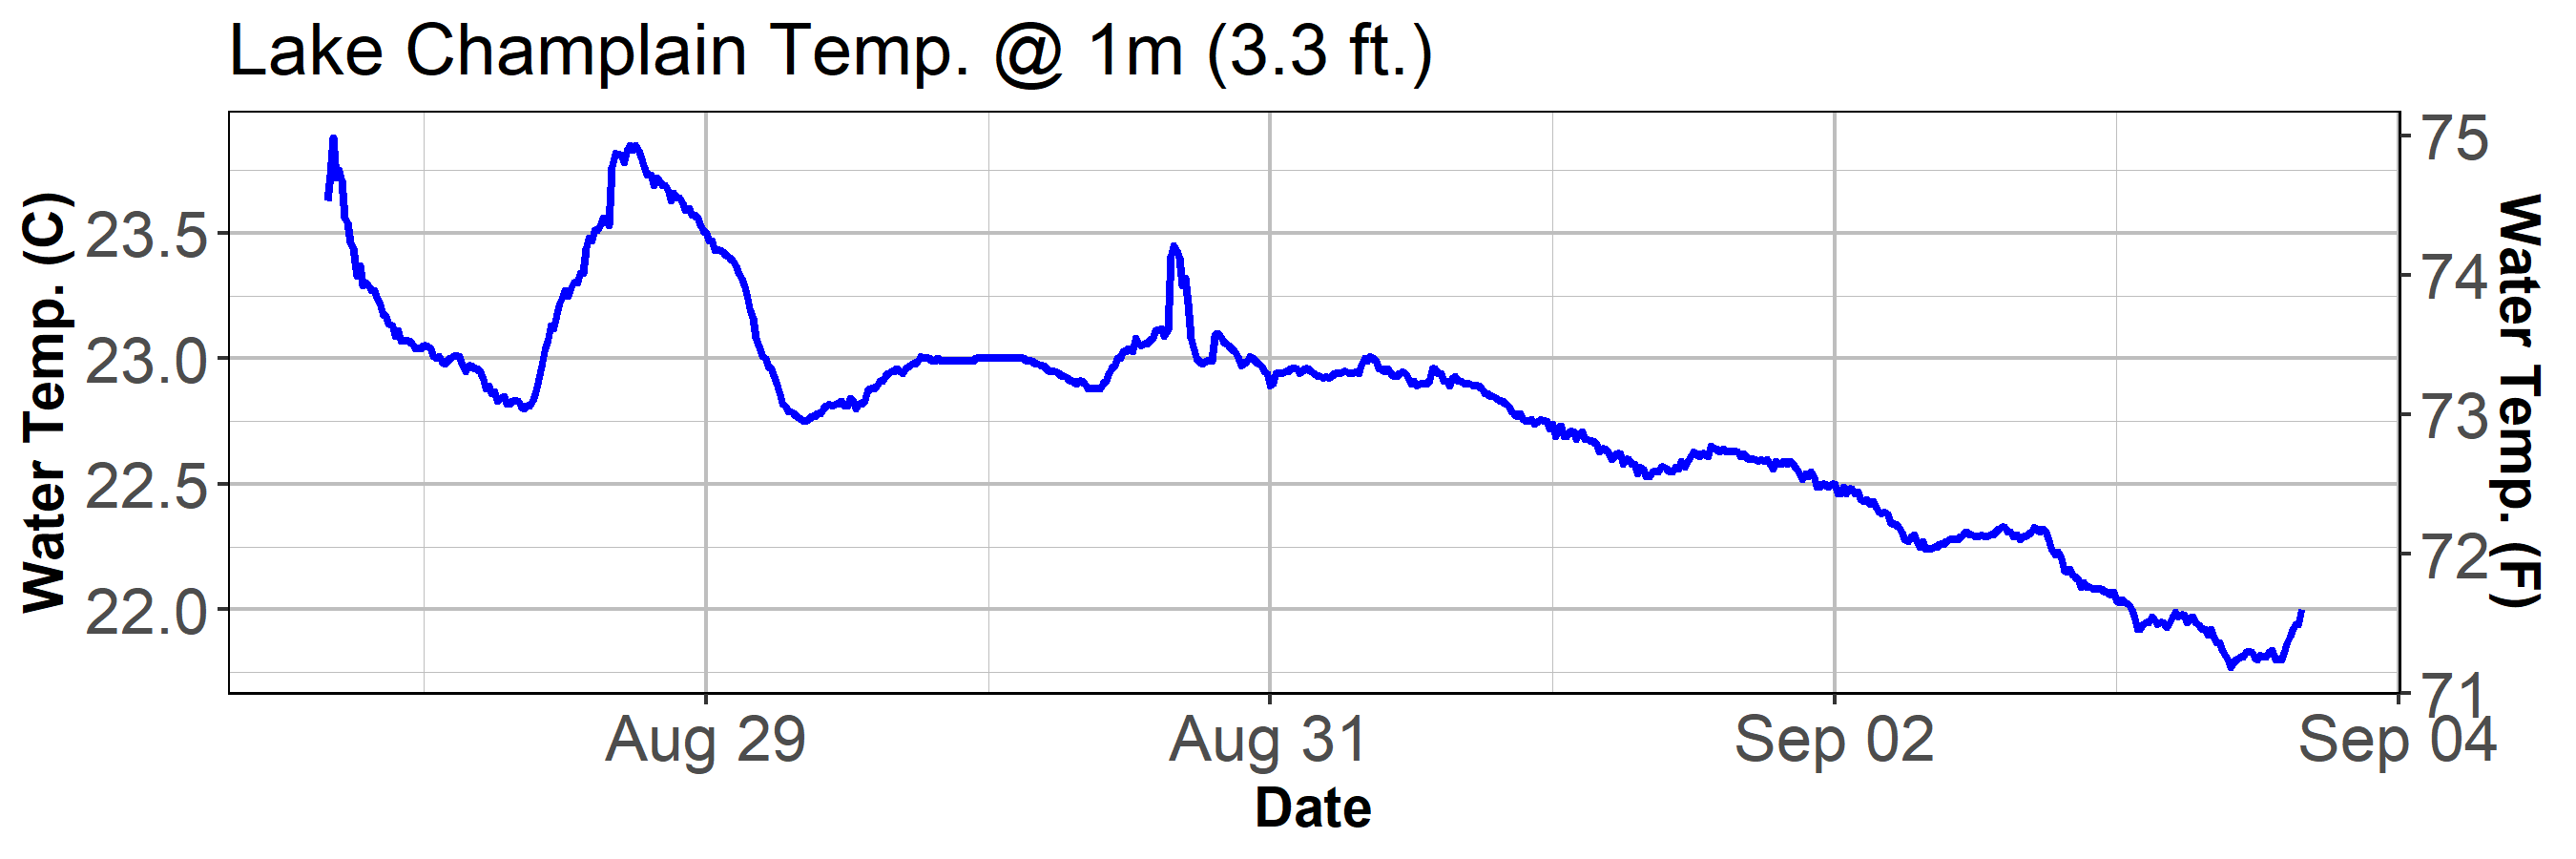 Lake Champlain Temp. @ 1m (3.3 ft.)
Water Temp. (C)
23.5
23.0
22.5
22.0
75
74
73
72
71
Water Temp. (F)
Aug 29 Aug 31 Sep 02 Sep 04
Date